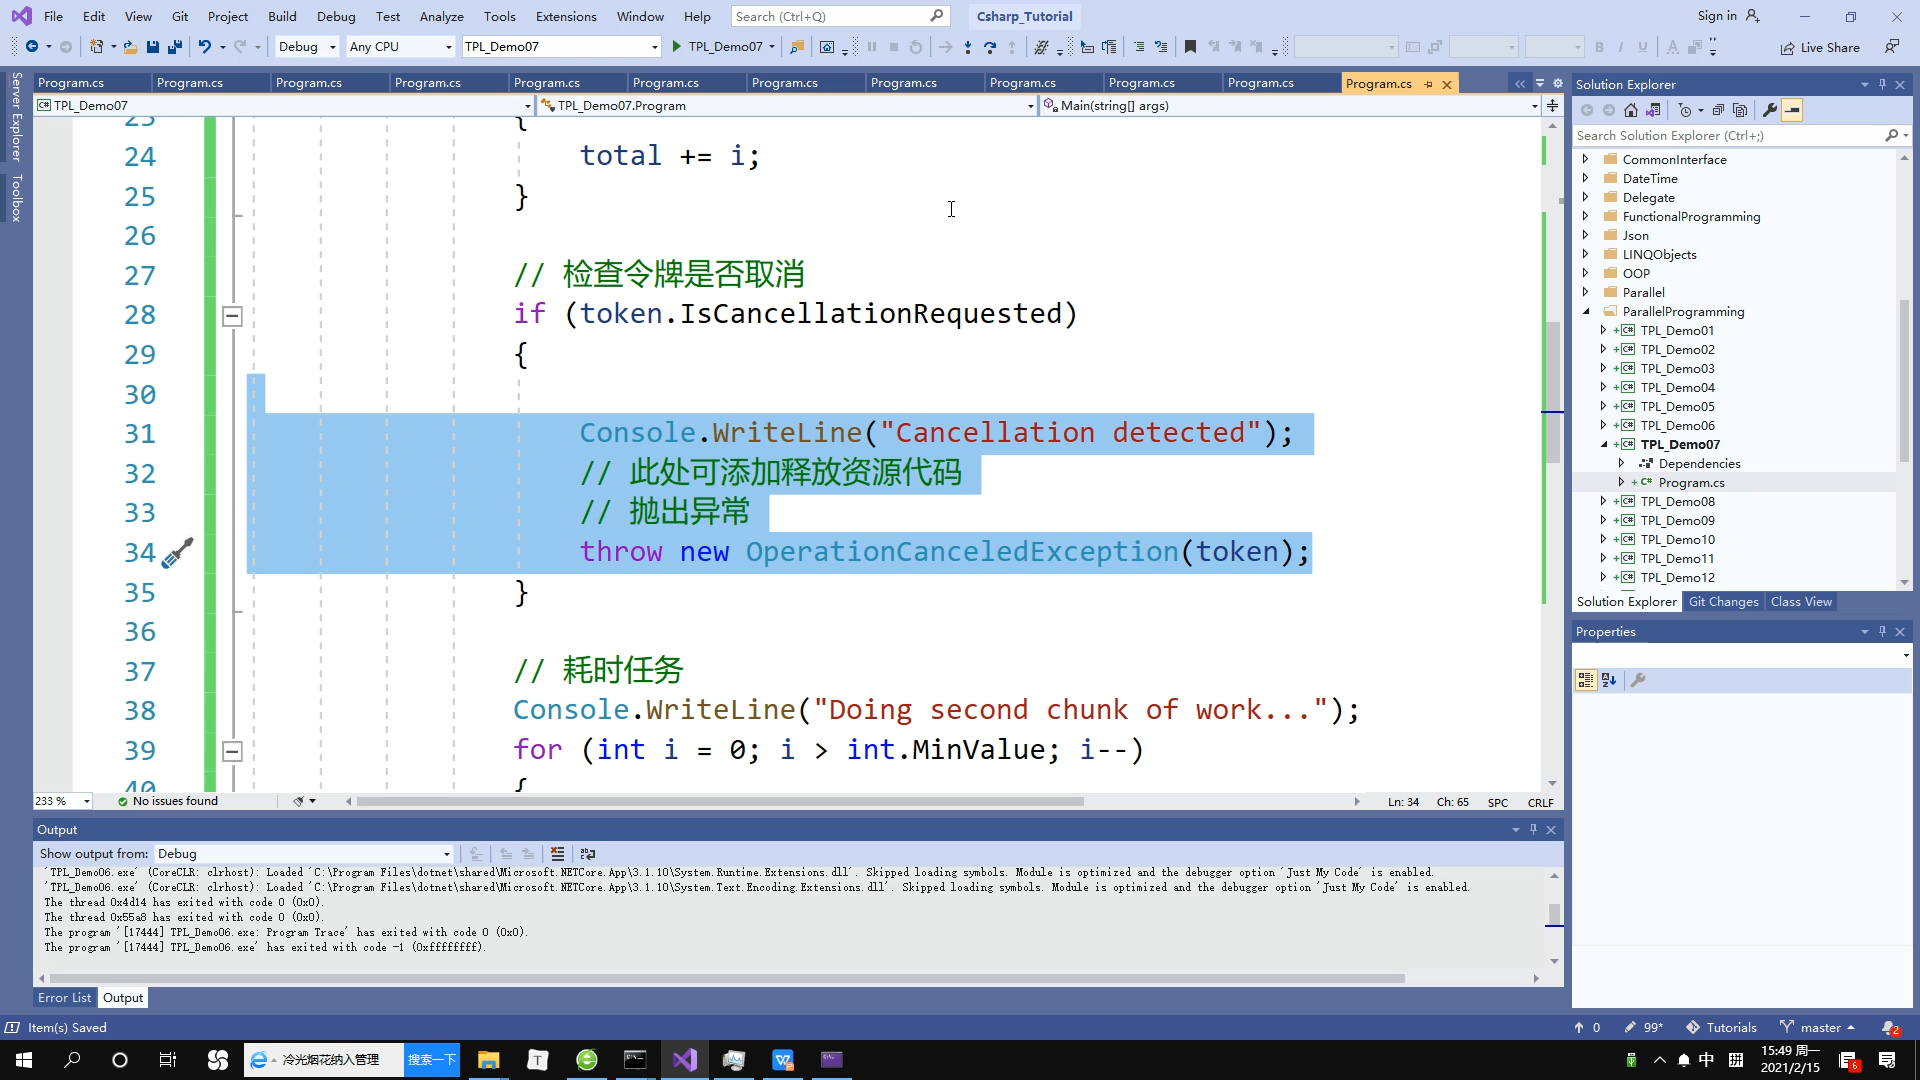 File Edit View Git Project Build Debug Test Analyze Tools Extensions Window Help Search (Ctrl+Q) Csharp_Tutorial Sign in
Debug Any CPU TPL_Demo07 TPL_Demo07 Live Share
Server Explorer
Toolbox
Program.cs Program.cs Program.cs Program.cs Program.cs Program.cs Program.cs Program.cs Program.cs Program.cs Program.cs Program.cs
TPL_Demo07 TPL_Demo07.Program Main(string[] args)
23 {
24 total += i;
25 }
26
27 // 检查令牌是否取消
28 if (token.IsCancellationRequested)
29 {
30
31 Console.WriteLine("Cancellation detected");
32 // 此处可添加释放资源代码
33 // 抛出异常
34 throw new OperationCanceledException(token);
35 }
36
37 // 耗时任务
38 Console.WriteLine("Doing second chunk of work...");
39 for (int i = 0; i > int.MinValue; i--)
40 {
233 % No issues found Ln: 34 Ch: 65 SPC CRLF
Output
Show output from: Debug
'TPL_Demo06.exe' (CoreCLR: clrhost): Loaded 'C:\Program Files\dotnet\shared\Microsoft.NETCore.App\3.1.10\System.Runtime.Extensions.dll'. Skipped loading symbols. Module is optimized and the debugger option 'Just My Code' is enabled.
'TPL_Demo06.exe' (CoreCLR: clrhost): Loaded 'C:\Program Files\dotnet\shared\Microsoft.NETCore.App\3.1.10\System.Text.Encoding.Extensions.dll'. Skipped loading symbols. Module is optimized and the debugger option 'Just My Code' is enabled.
The thread 0x4d14 has exited with code 0 (0x0).
The thread 0x55a8 has exited with code 0 (0x0).
The program '[17444] TPL_Demo06.exe: Program Trace' has exited with code 0 (0x0).
The program '[17444] TPL_Demo06.exe' has exited with code -1 (0xffffffff).
Error List Output
Solution Explorer
Search Solution Explorer (Ctrl+;)
CommonInterface
DateTime
Delegate
FunctionalProgramming
Json
LINQObjects
OOP
Parallel
ParallelProgramming
TPL_Demo01
TPL_Demo02
TPL_Demo03
TPL_Demo04
TPL_Demo05
TPL_Demo06
TPL_Demo07
Dependencies
Program.cs
TPL_Demo08
TPL_Demo09
TPL_Demo10
TPL_Demo11
TPL_Demo12
Solution Explorer Git Changes Class View
Properties
Item(s) Saved 0 99* Tutorials master 2
冷光烟花纳入管理 搜索一下 中 15:49 周一
2021/2/15 6